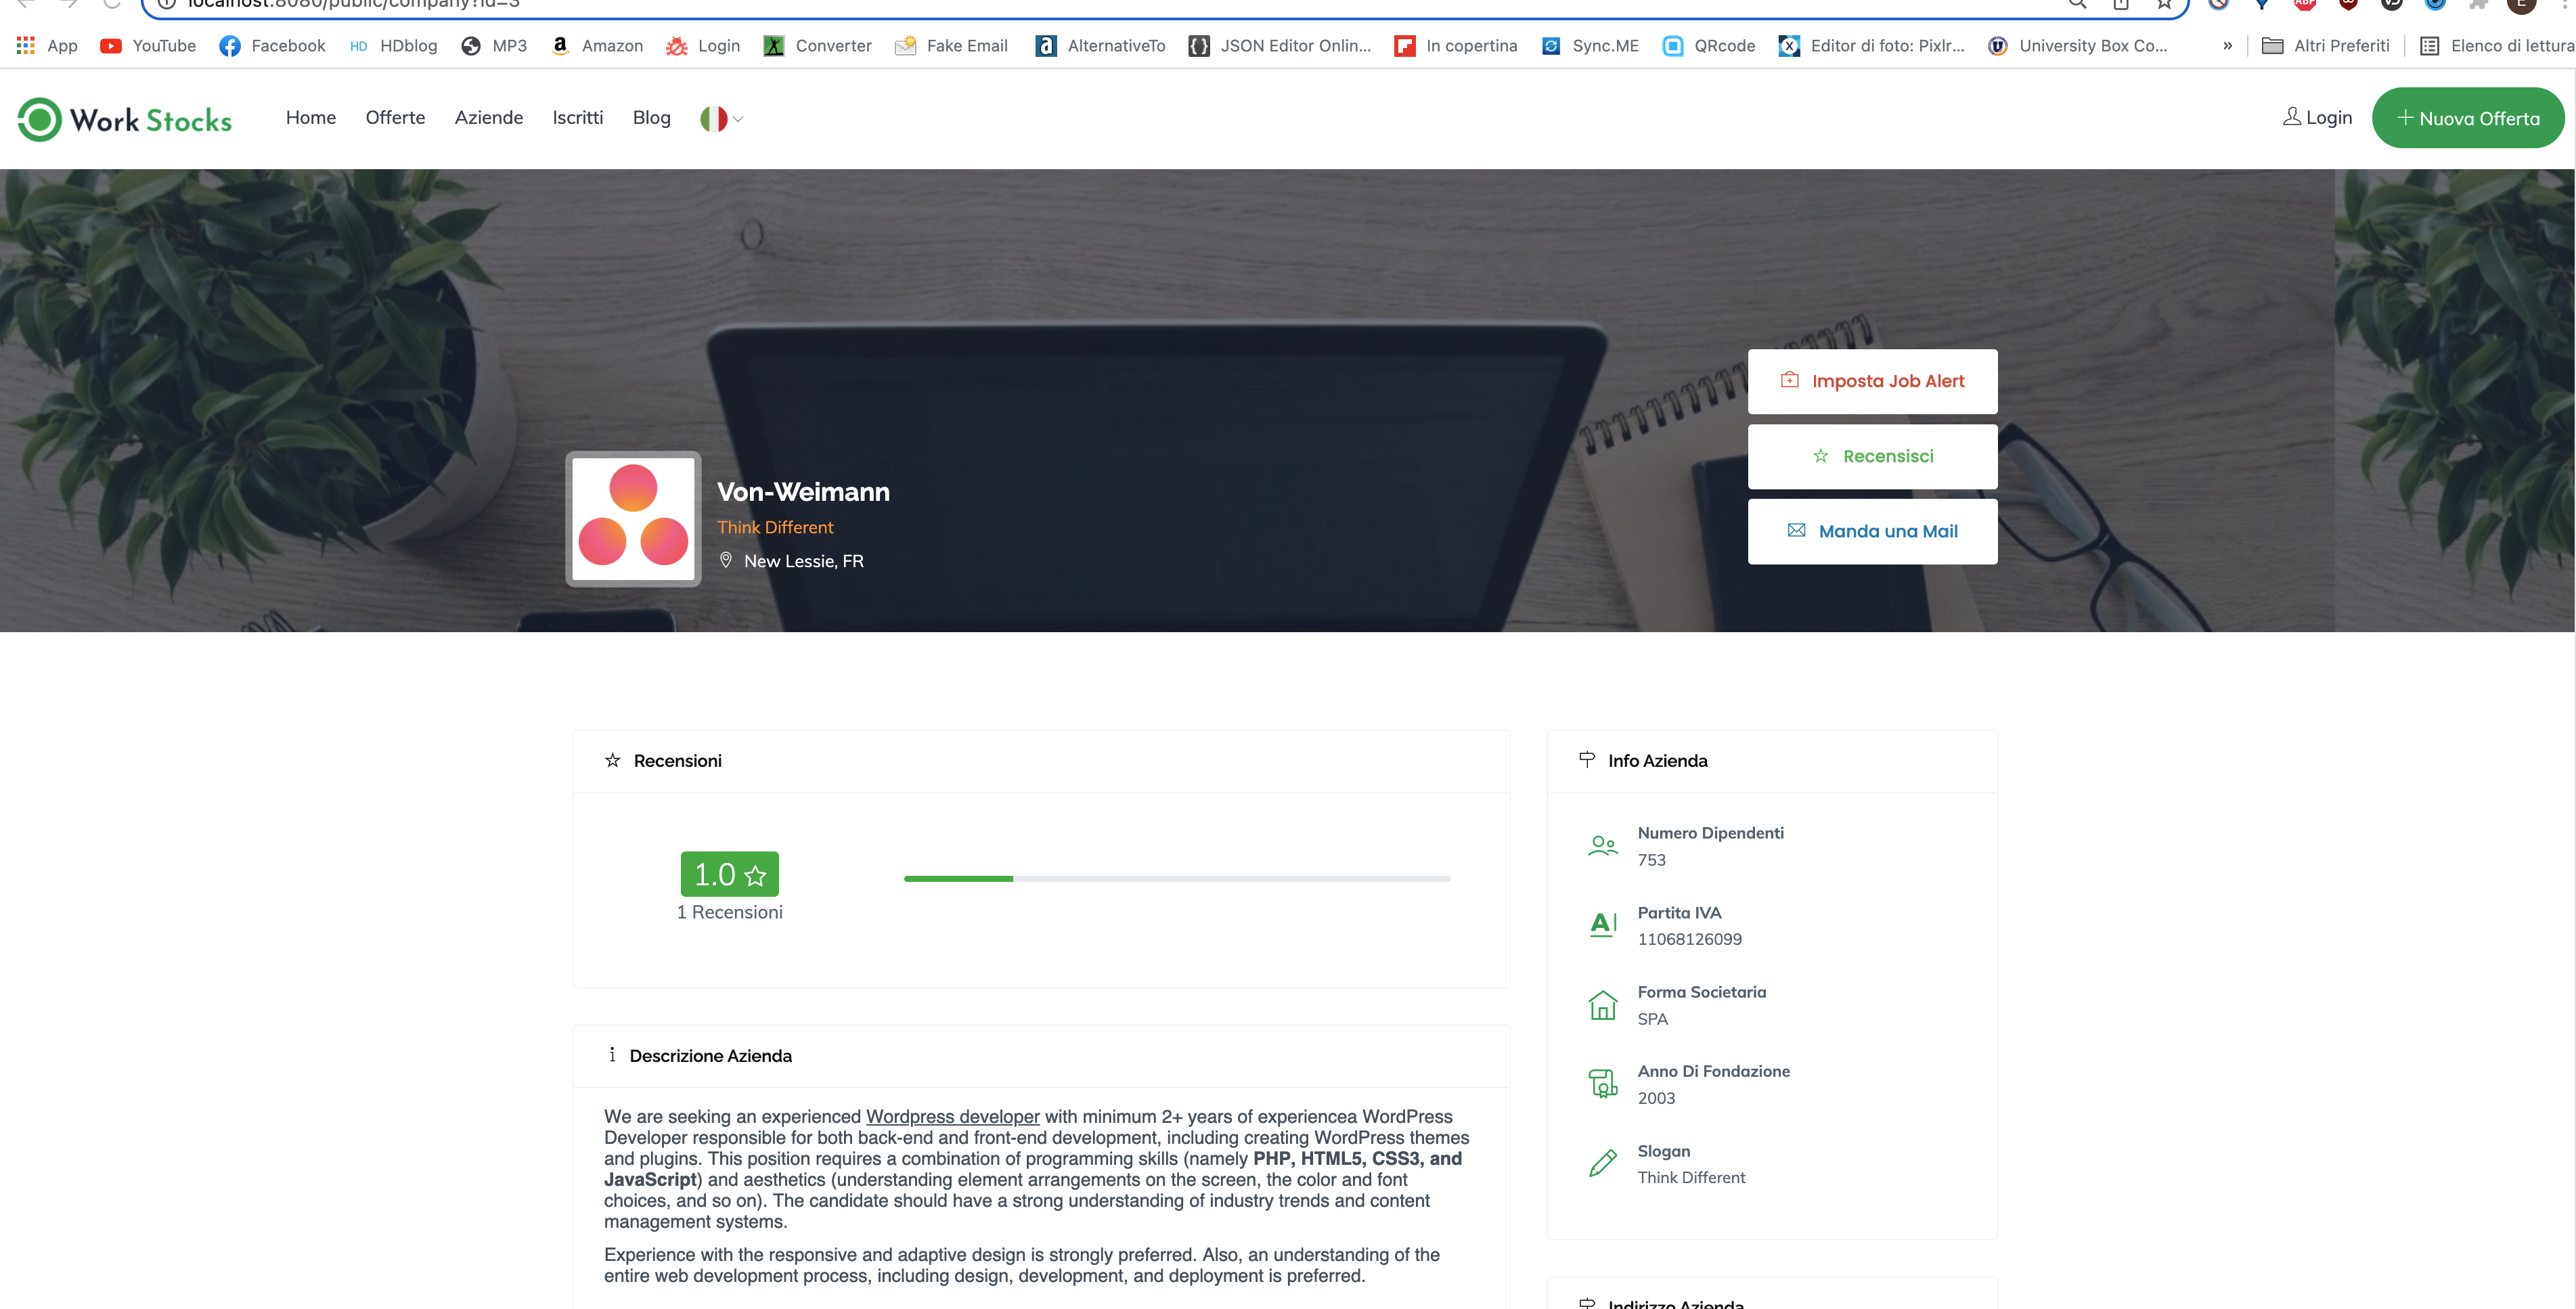 localhost:8080/public/company?id=3
App YouTube Facebook HD HDblog MP3 Amazon Login Converter Fake Email AlternativeTo JSON Editor Onlin... In copertina Sync.ME QRcode Editor di foto: Pixlr... University Box Co... » Altri Preferiti Elenco di lettura
Work Stocks Home Offerte Aziende Iscritti Blog Login + Nuova Offerta
Imposta Job Alert
Recensisci
Manda una Mail
Von-Weimann
Think Different
New Lessie, FR
Recensioni
1.0
1 Recensioni
Descrizione Azienda
We are seeking an experienced Wordpress developer with minimum 2+ years of experiencea WordPress
Developer responsible for both back-end and front-end development, including creating WordPress themes
and plugins. This position requires a combination of programming skills (namely PHP, HTML5, CSS3, and
JavaScript) and aesthetics (understanding element arrangements on the screen, the color and font
choices, and so on). The candidate should have a strong understanding of industry trends and content
management systems.
Experience with the responsive and adaptive design is strongly preferred. Also, an understanding of the
entire web development process, including design, development, and deployment is preferred.
Info Azienda
Numero Dipendenti
753
Partita IVA
11068126099
Forma Societaria
SPA
Anno Di Fondazione
2003
Slogan
Think Different
Indirizzo Azienda